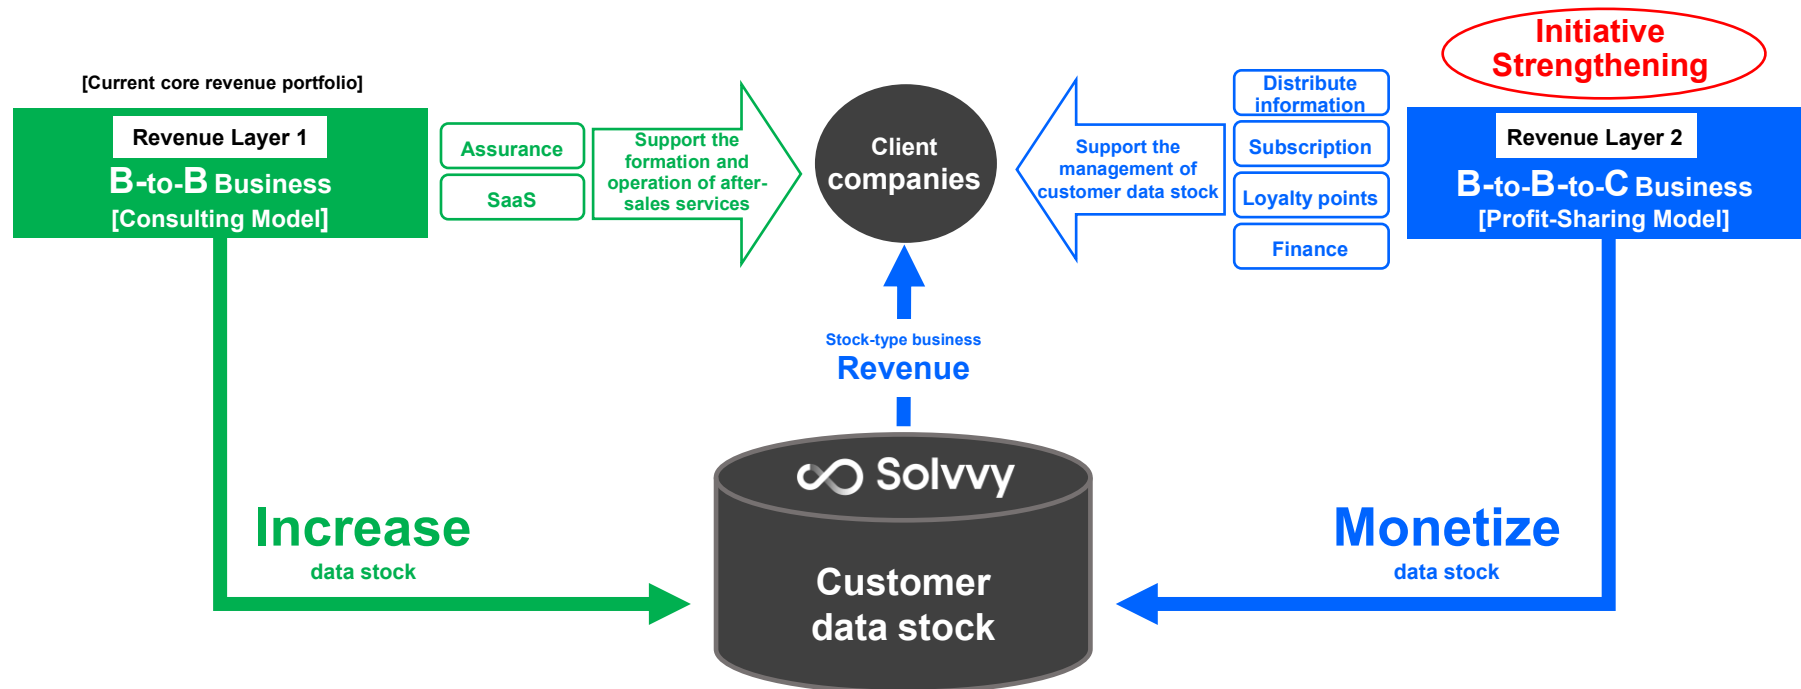 [Current core revenue portfolio]
Revenue Layer 1
B-to-B Business
[Consulting Model]
Assurance
SaaS
Support the
formation and
operation of after-
sales services
Client
companies
Support the
management of
customer data stock
Distribute
information
Subscription
Loyalty points
Finance
Initiative
Strengthening
Revenue Layer 2
B-to-B-to-C Business
[Profit-Sharing Model]
Stock-type business
Revenue
Increase
data stock
Solvvy
Customer
data stock
Monetize
data stock